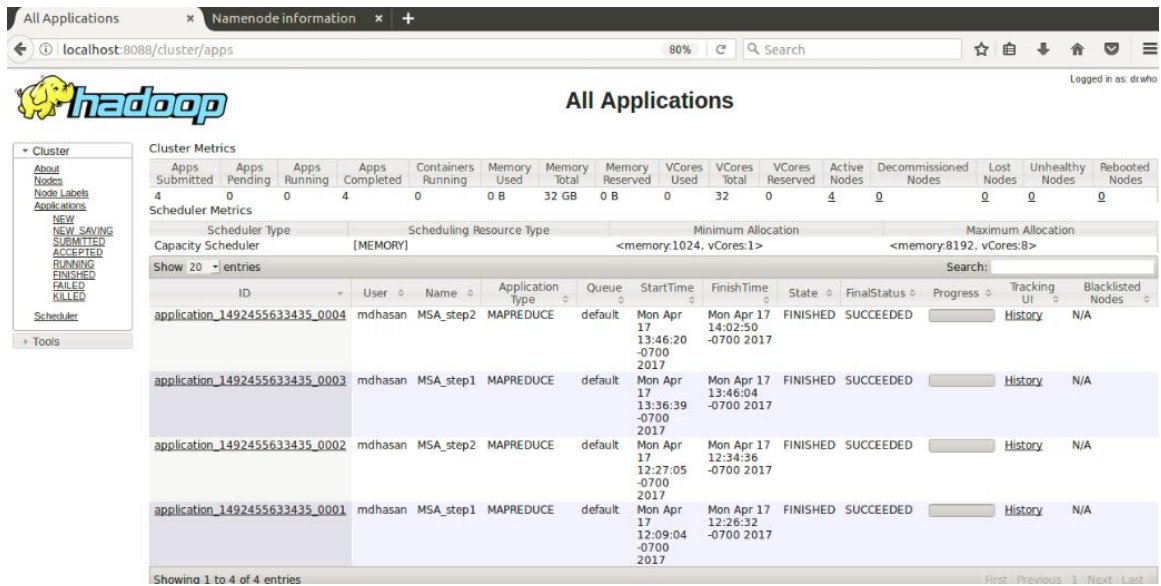 All Applications
Namenode information
localhost:8088/cluster/apps
80%
Search
Logged in as: dr.who
hadoop
All Applications
Cluster
About
Nodes
Node Labels
Applications
NEW
NEW_SAVING
SUBMITTED
ACCEPTED
RUNNING
FINISHED
FAILED
KILLED
Scheduler
Tools
Cluster Metrics
Apps Submitted Apps Pending Apps Running Apps Completed Containers Running Memory Used Memory Total Memory Reserved VCores Used VCores Total VCores Reserved Active Nodes Decommissioned Nodes Lost Nodes Unhealthy Nodes Rebooted Nodes
4 0 0 4 0 0 B 32 GB 0 B 0 32 0 4 0 0 0 0
Scheduler Metrics
Scheduler Type Scheduling Resource Type Minimum Allocation Maximum Allocation
Capacity Scheduler [MEMORY] <memory:1024, vCores:1> <memory:8192, vCores:8>
Show 20 entries Search:
ID User Name Application Type Queue StartTime FinishTime State FinalStatus Progress Tracking UI Blacklisted Nodes
application_1492455633435_0004 mdhasan MSA_step2 MAPREDUCE default Mon Apr 17 13:46:20 -0700 2017 Mon Apr 17 14:02:50 -0700 2017 FINISHED SUCCEEDED History N/A
application_1492455633435_0003 mdhasan MSA_step1 MAPREDUCE default Mon Apr 17 13:36:39 -0700 2017 Mon Apr 17 13:46:04 -0700 2017 FINISHED SUCCEEDED History N/A
application_1492455633435_0002 mdhasan MSA_step2 MAPREDUCE default Mon Apr 17 12:27:05 -0700 2017 Mon Apr 17 12:34:36 -0700 2017 FINISHED SUCCEEDED History N/A
application_1492455633435_0001 mdhasan MSA_step1 MAPREDUCE default Mon Apr 17 12:09:04 -0700 2017 Mon Apr 17 12:26:32 -0700 2017 FINISHED SUCCEEDED History N/A
Showing 1 to 4 of 4 entries First Previous 1 Next Last